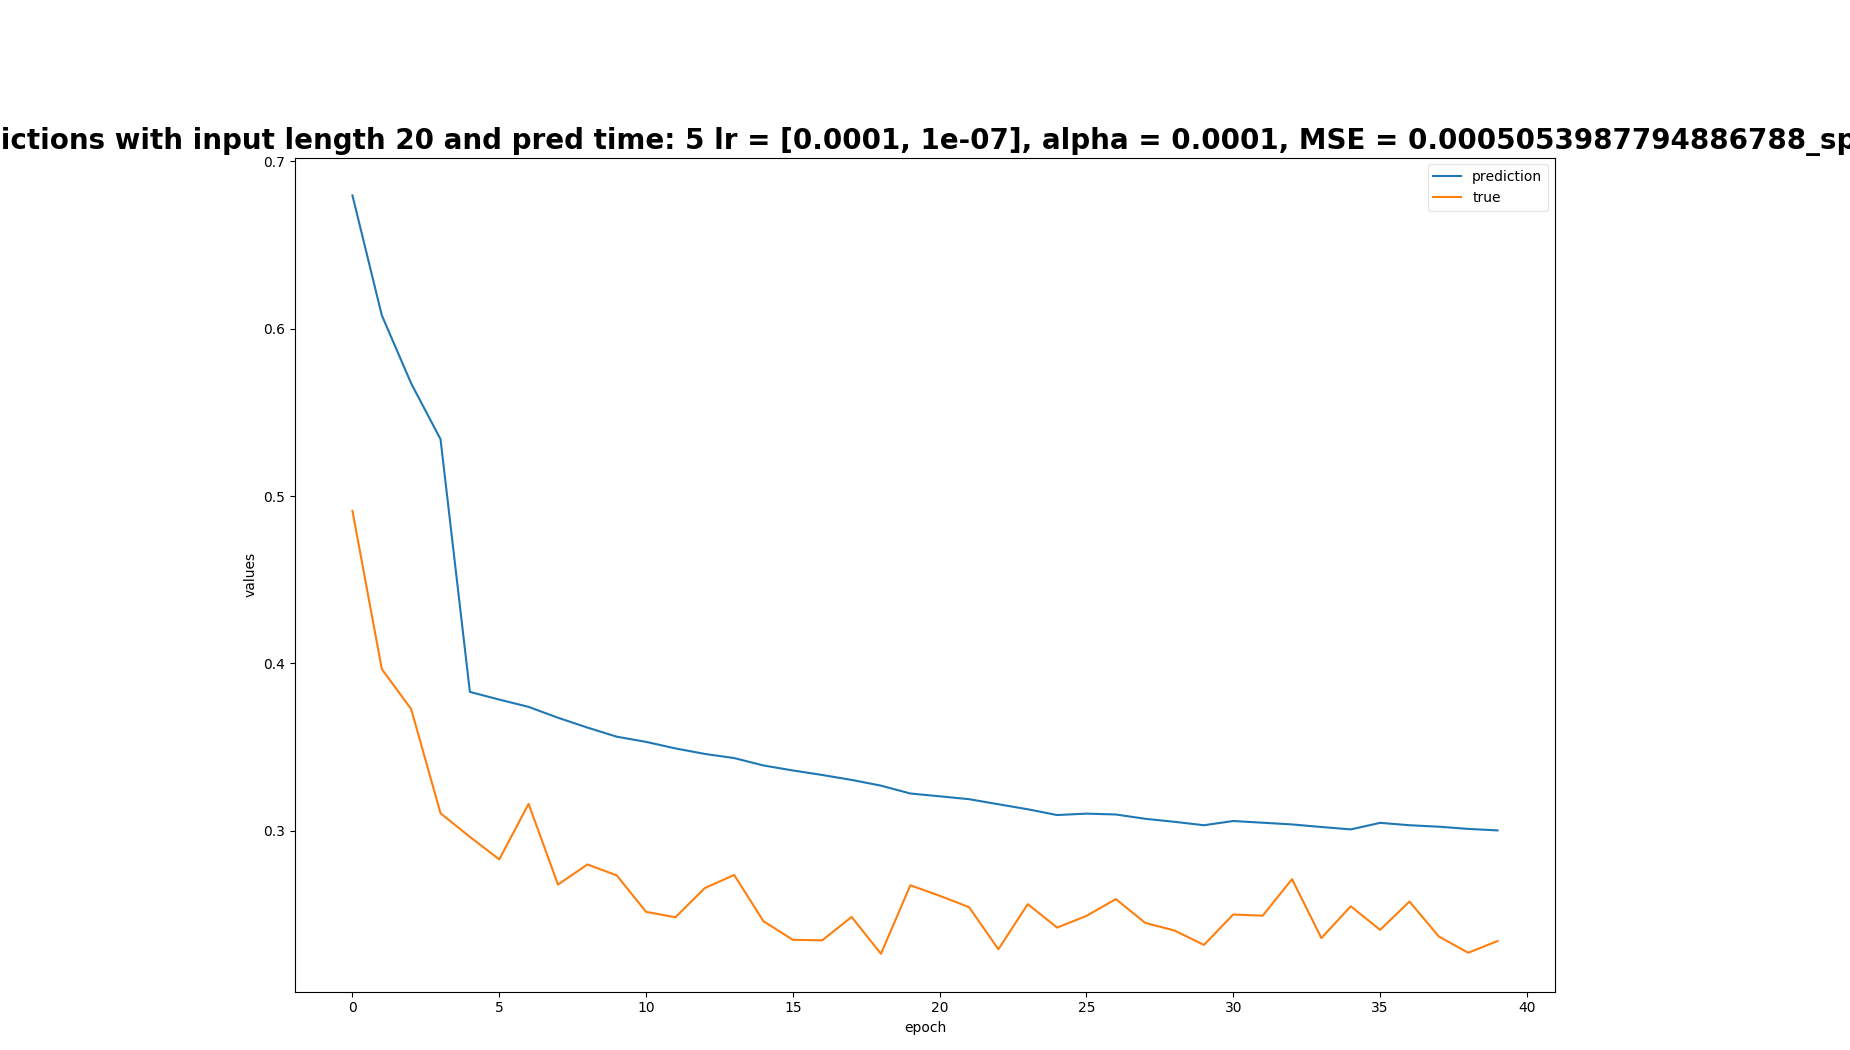 ictions with input length 20 and pred time: 5 lr = [0.0001, 1e-07], alpha = 0.0001, MSE = 0.0005053987794886788_sp
prediction
true
0.7
0.6
0.5
0.4
0.3
values
0
5
10
15
20
25
30
35
40
epoch